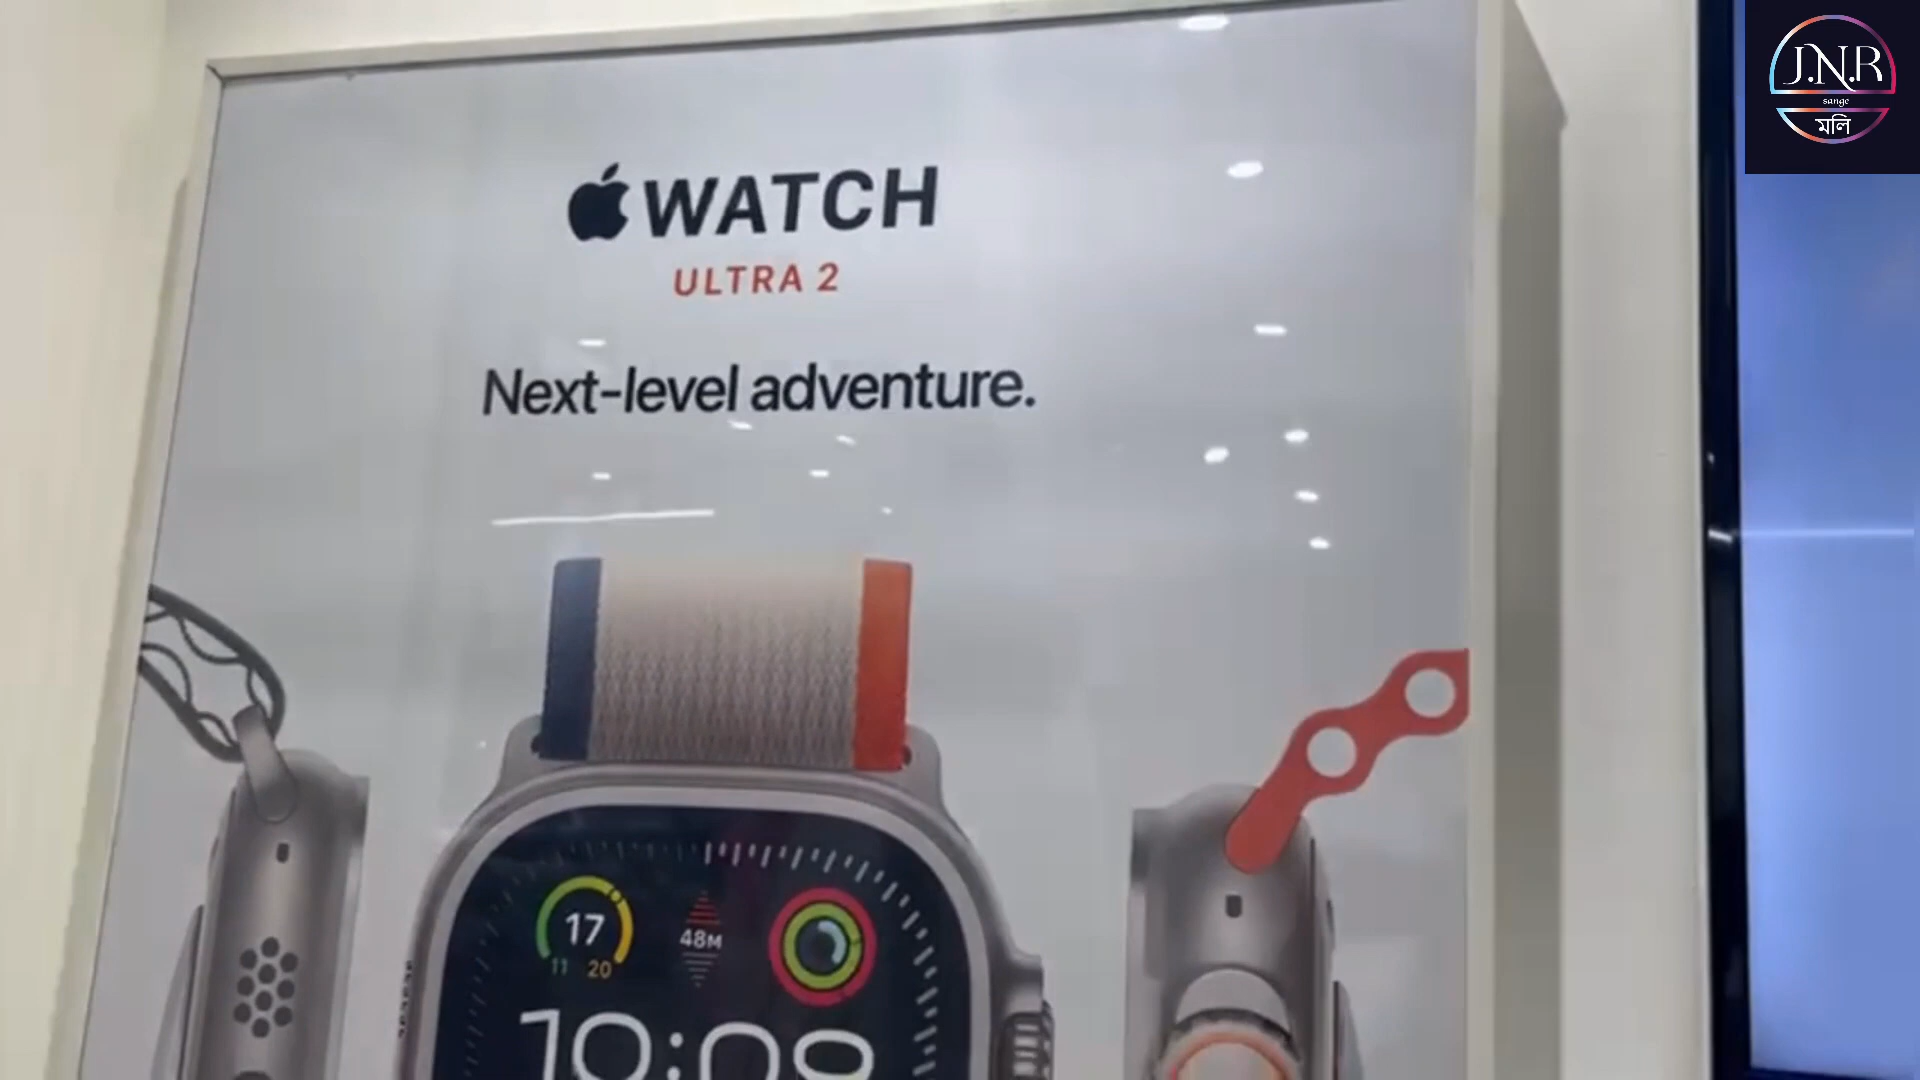 WATCH
ULTRA 2
Next-level adventure.
17
11 20
48M
10:09
J.N.R
sange
মলি